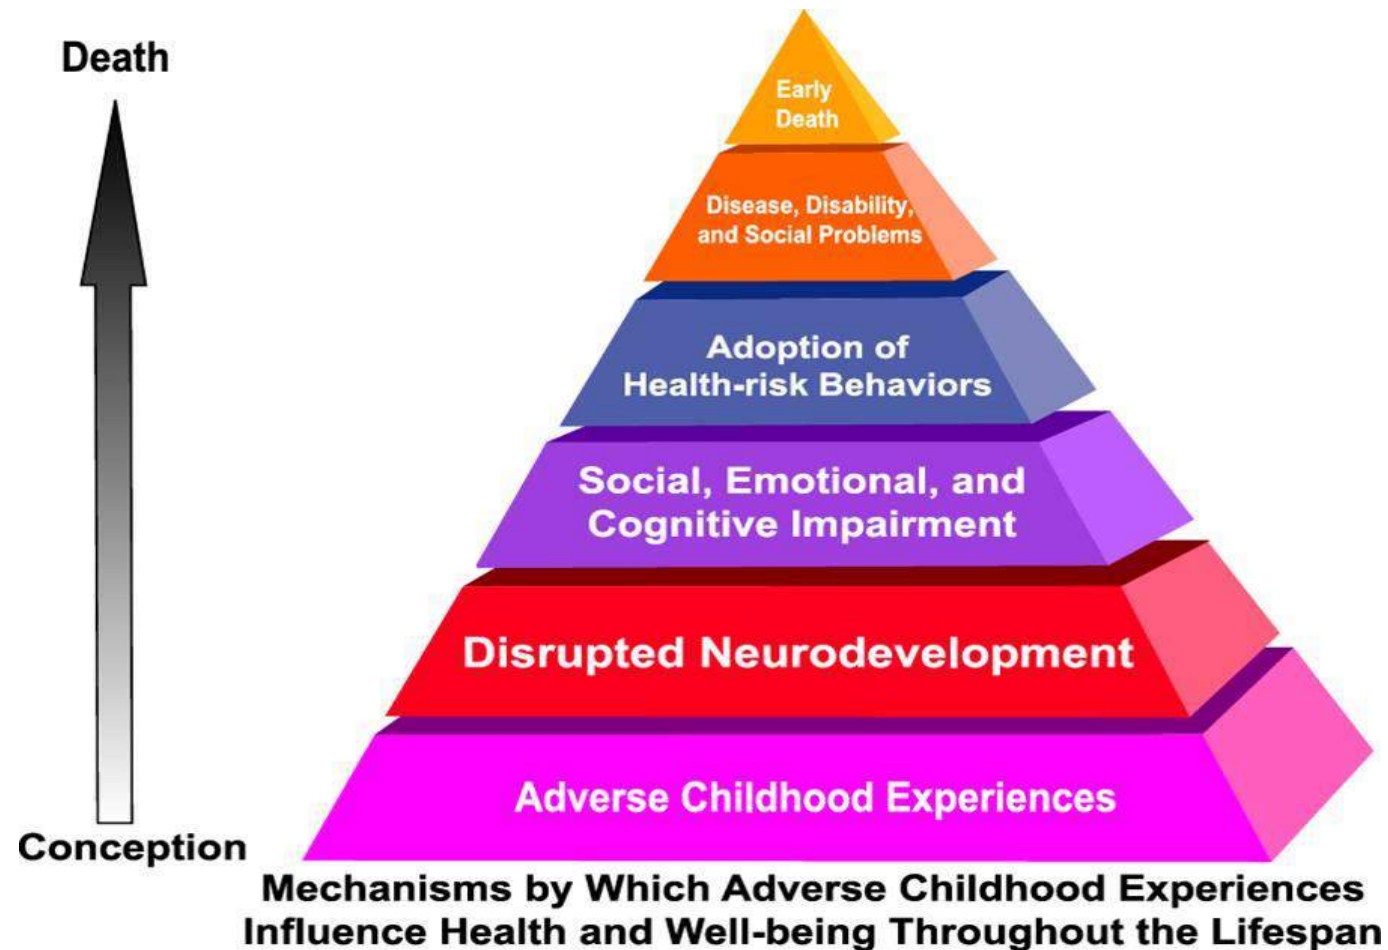 Death
Early
Death
Disease, Disability,
and Social Problems
Adoption of
Health-risk Behaviors
Social, Emotional, and
Cognitive Impairment
Disrupted Neurodevelopment
Adverse Childhood Experiences
Conception
Mechanisms by Which Adverse Childhood Experiences
Influence Health and Well-being Throughout the Lifespan